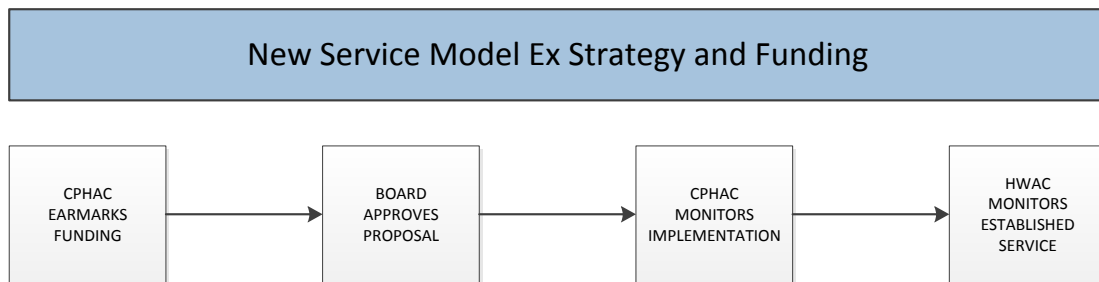 New Service Model Ex Strategy and Funding
CPHAC
EARMARKS
FUNDING
BOARD
APPROVES
PROPOSAL
CPHAC
MONITORS
IMPLEMENTATION
HWAC
MONITORS
ESTABLISHED
SERVICE